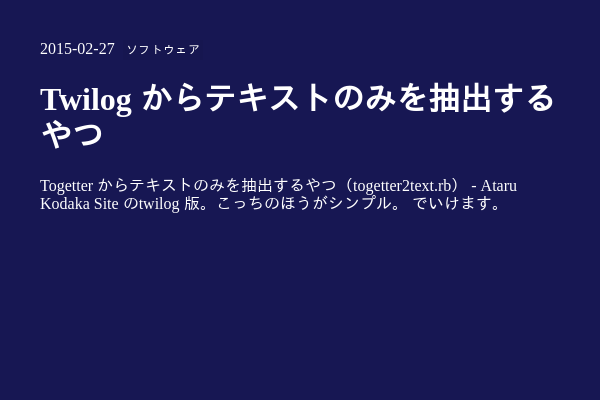 2015-02-27 ソフトウェア
Twilog からテキストのみを抽出する
やつ
Togetter からテキストのみを抽出するやつ（togetter2text.rb） - Ataru
Kodaka Site のtwilog 版。こっちのほうがシンプル。 でいけます。